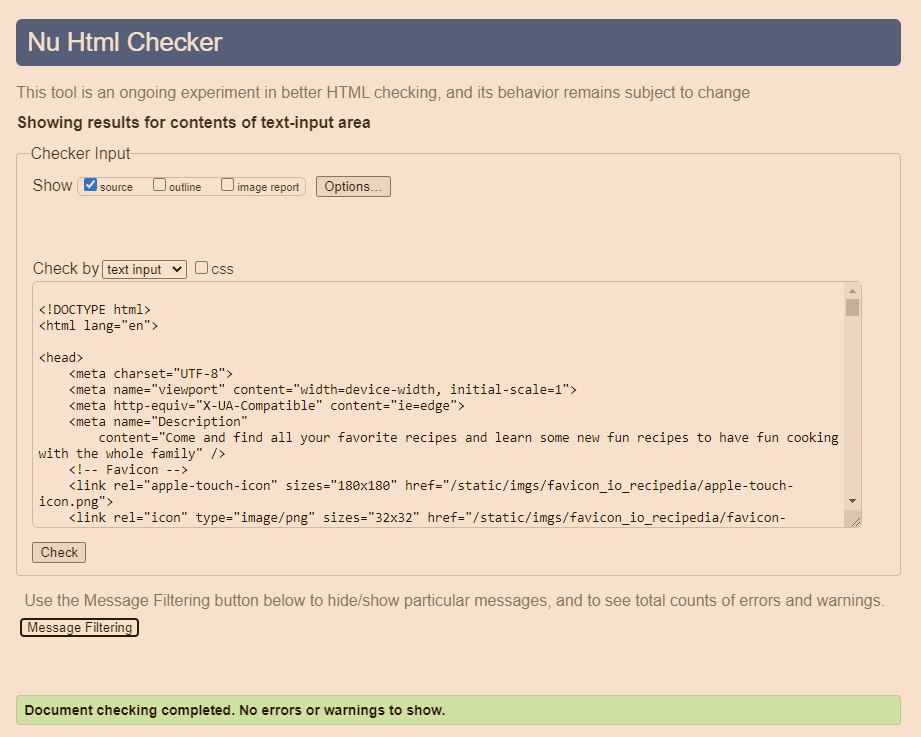 Nu Html Checker
This tool is an ongoing experiment in better HTML checking, and its behavior remains subject to change
Showing results for contents of text-input area
Checker Input
Show source outline image report Options...
Check by text input css
<!DOCTYPE html>
<html lang="en">
<head>
<meta charset="UTF-8">
<meta name="viewport" content="width=device-width, initial-scale=1">
<meta http-equiv="X-UA-Compatible" content="ie=edge">
<meta name="Description"
content="Come and find all your favorite recipes and learn some new fun recipes to have fun cooking
with the whole family" />
<!-- Favicon -->
<link rel="apple-touch-icon" sizes="180x180" href="/static/imgs/favicon_io_recipedia/apple-touch-
icon.png">
<link rel="icon" type="image/png" sizes="32x32" href="/static/imgs/favicon_io_recipedia/favicon-
Check
Use the Message Filtering button below to hide/show particular messages, and to see total counts of errors and warnings.
Message Filtering
Document checking completed. No errors or warnings to show.